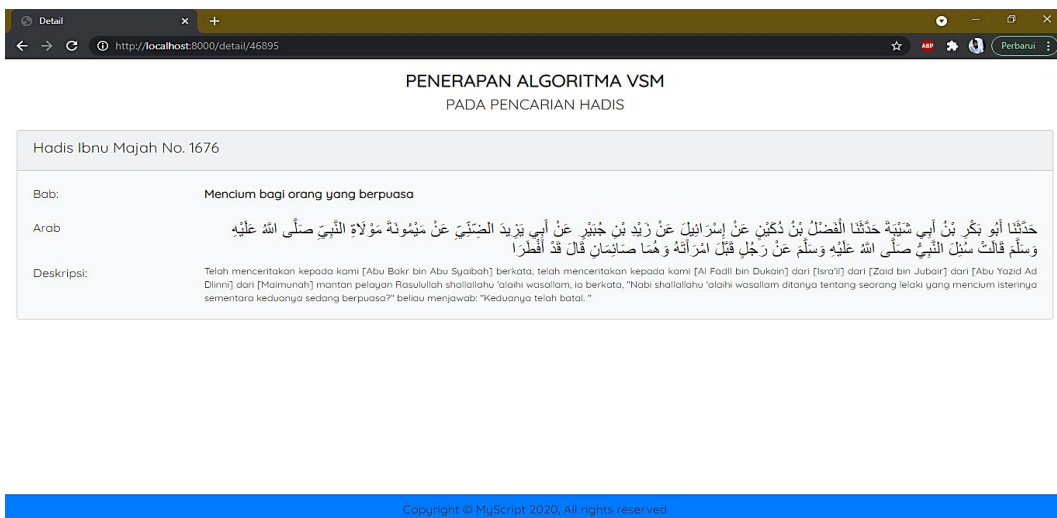 Detail
http://localhost:8000/detail/46895
ABP
Perbarui
PENERAPAN ALGORITMA VSM
PADA PENCARIAN HADIS
Hadis Ibnu Majah No. 1676
Bab:
Mencium bagi orang yang berpuasa
Arab
حَدَّثَنَا أَبُو بَكْرِ بْنُ أَبِي شَيْبَةَ حَدَّثَنَا الْفَضْلُ بْنُ دُكَيْنٍ عَنْ إِسْرَائِيلَ عَنْ زَيْدِ بْنِ جُبَيْرٍ عَنْ أَبِي يَزِيدَ الضِّنِّيِّ عَنْ مَيْمُونَةَ مَوْلَاةِ النَّبِيِّ صَلَّى اللَّهُ عَلَيْهِ
وَسَلَّمَ قَالَتْ سُئِلَ النَّبِيُّ صَلَّى اللَّهُ عَلَيْهِ وَسَلَّمَ عَنْ رَجُلٍ قَبَّلَ امْرَأَتَهُ وَهُمَا صَائِمَانِ قَالَ قَدْ أَفْطَرَا
Deskripsi:
Telah menceritakan kepada kami [Abu Bakr bin Abu Syaibah] berkata, telah menceritakan kepada kami [Al Fadll bin Dukain] dari [Isra'il] dari [Zaid bin Jubair] dari [Abu Yazid Ad
Dlinni] dari [Maimunah] mantan pelayan Rasulullah shallallahu 'alaihi wasallam, ia berkata, "Nabi shallallahu 'alaihi wasallam ditanya tentang seorang lelaki yang mencium isterinya
sementara keduanya sedang berpuasa?" beliau menjawab: "Keduanya telah batal. "
Copyright © MyScript 2020, All rights reserved